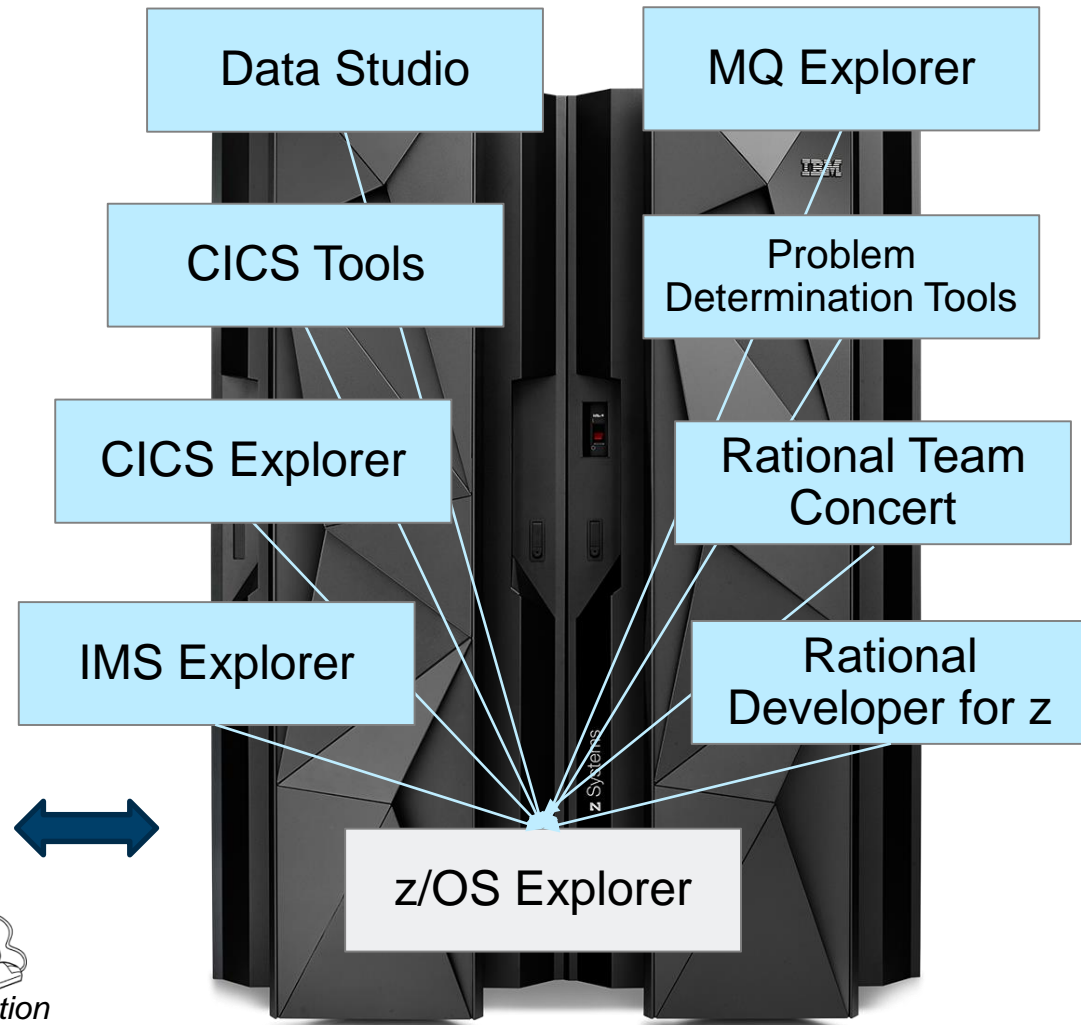 Data Studio
MQ Explorer
IBM
CICS Tools
Problem
Determination Tools
CICS Explorer
Rational Team
Concert
IMS Explorer
Rational
Developer for z
z Systems
z/OS Explorer